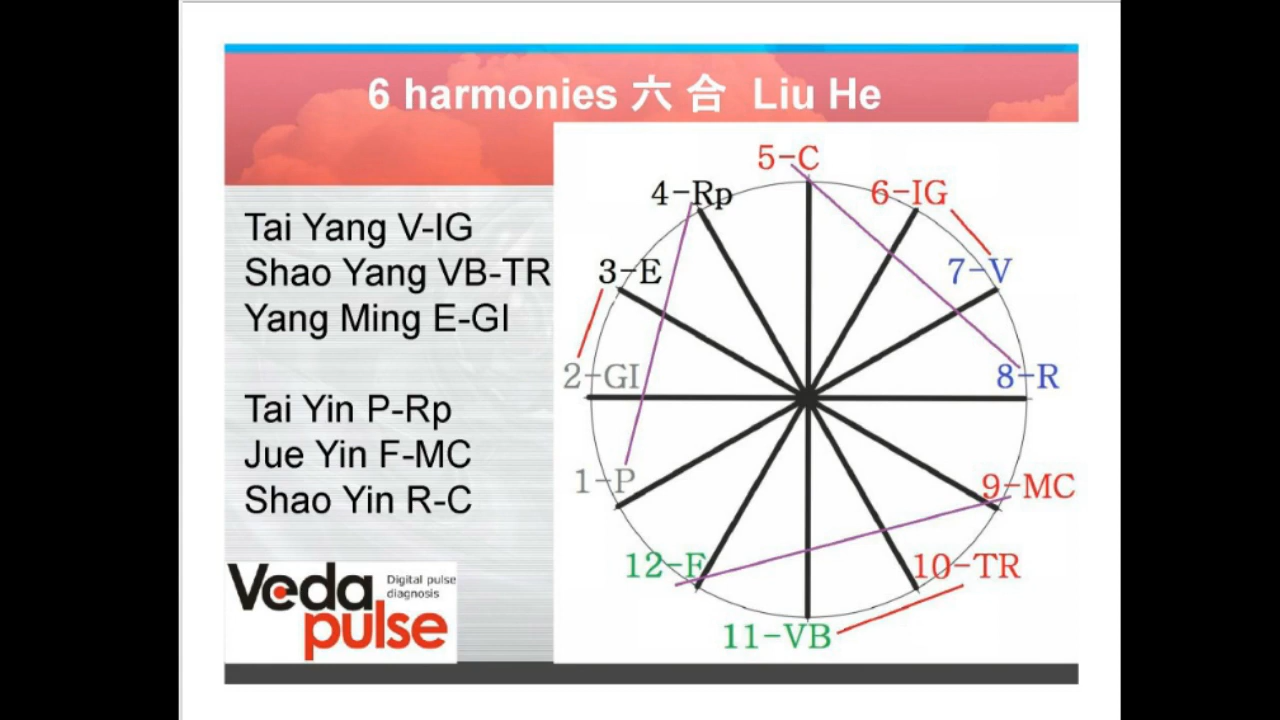 6 harmonies 六 合 Liu He
Tai Yang V-IG
Shao Yang VB-TR
Yang Ming E-GI
Tai Yin P-Rp
Jue Yin F-MC
Shao Yin R-C
Veda
pulse
Digital pulse
diagnosis
5-C
4-Rp
6-IG
3-E
7-V
2-GI
8-R
1-P
9-MC
12-F
10-TR
11-VB